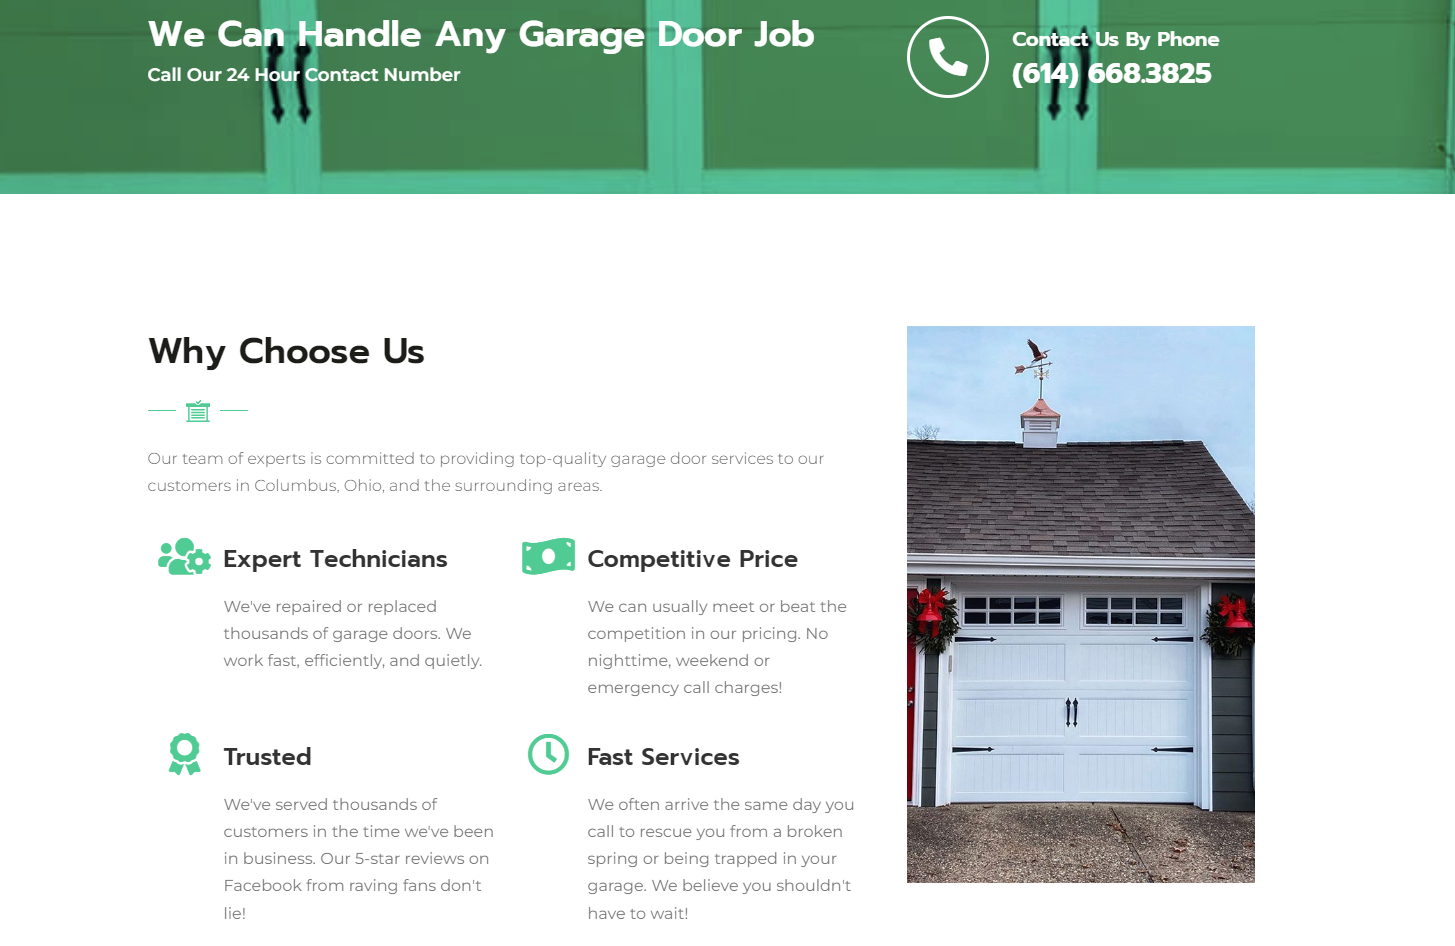 We Can Handle Any Garage Door Job
Call Our 24 Hour Contact Number
Contact Us By Phone
(614) 668.3825
Why Choose Us
Our team of experts is committed to providing top-quality garage door services to our
customers in Columbus, Ohio, and the surrounding areas.
Expert Technicians
We've repaired or replaced
thousands of garage doors. We
work fast, efficiently, and quietly.
Competitive Price
We can usually meet or beat the
competition in our pricing. No
nighttime, weekend or
emergency call charges!
Trusted
We've served thousands of
customers in the time we've been
in business. Our 5-star reviews on
Facebook from raving fans don't
lie!
Fast Services
We often arrive the same day you
call to rescue you from a broken
spring or being trapped in your
garage. We believe you shouldn't
have to wait!